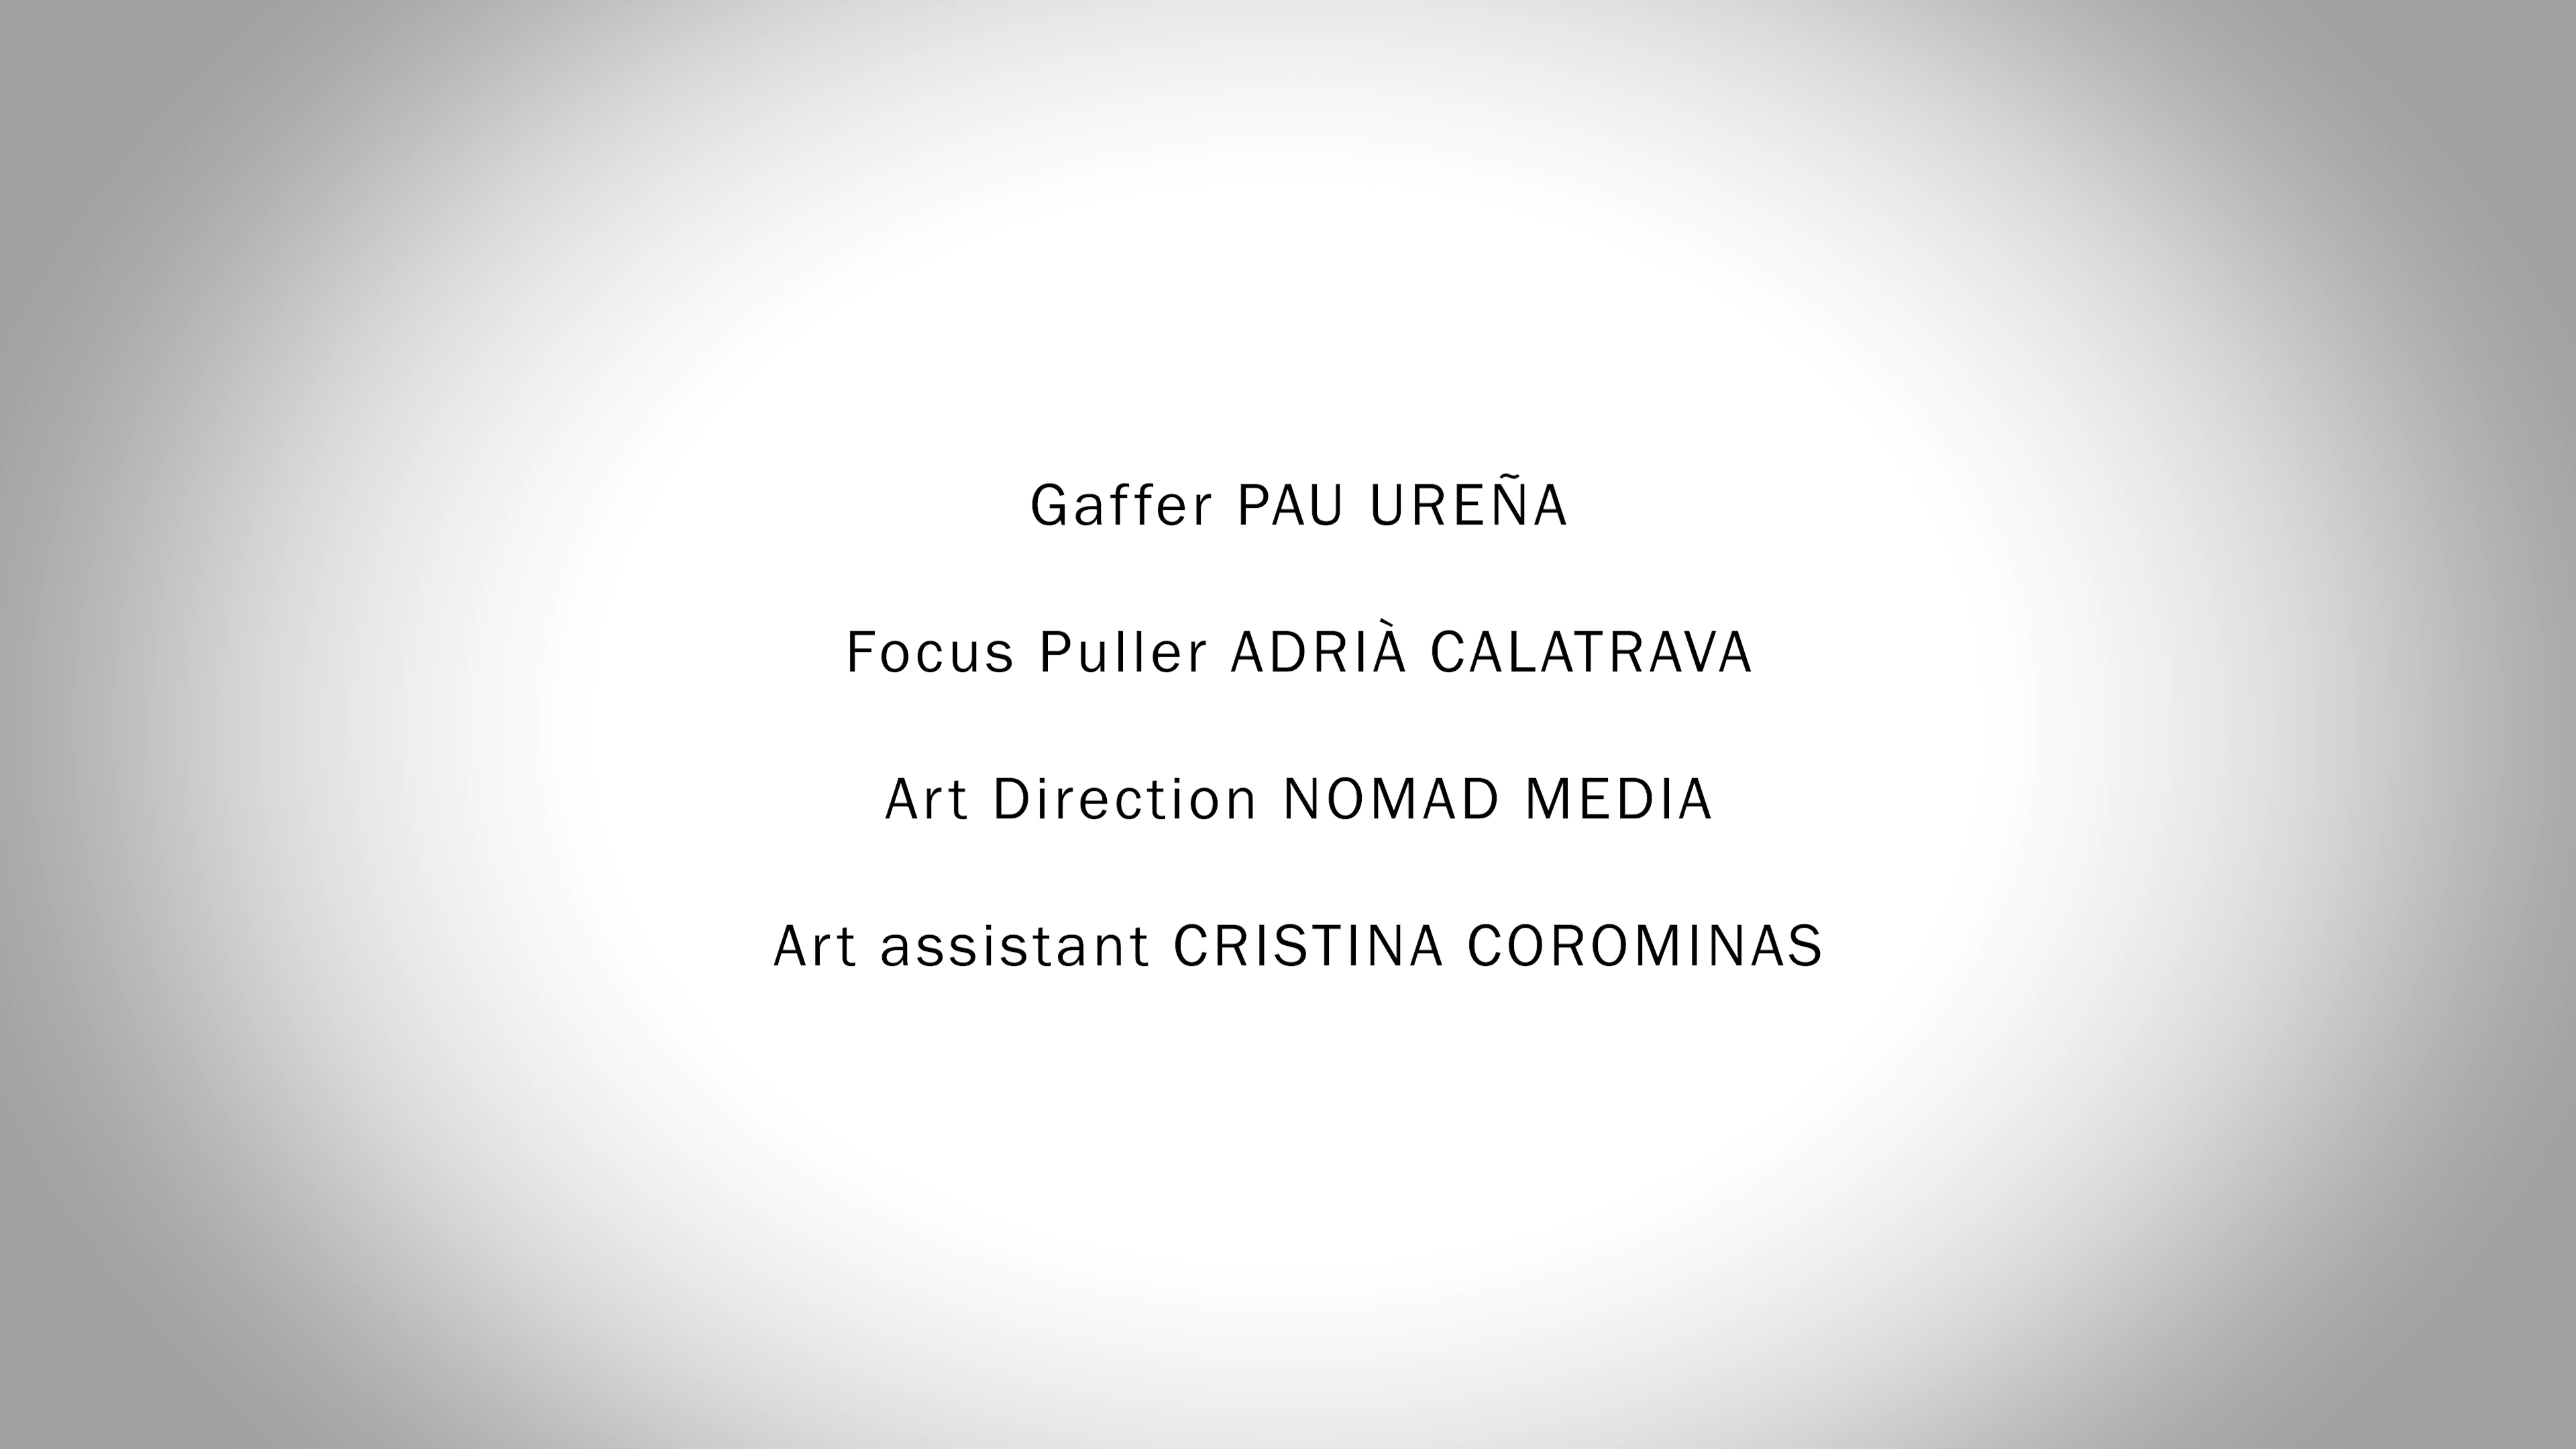 Gaffer PAU UREÑA
Focus Puller ADRIÀ CALATRAVA
Art Direction NOMAD MEDIA
Art assistant CRISTINA COROMINAS